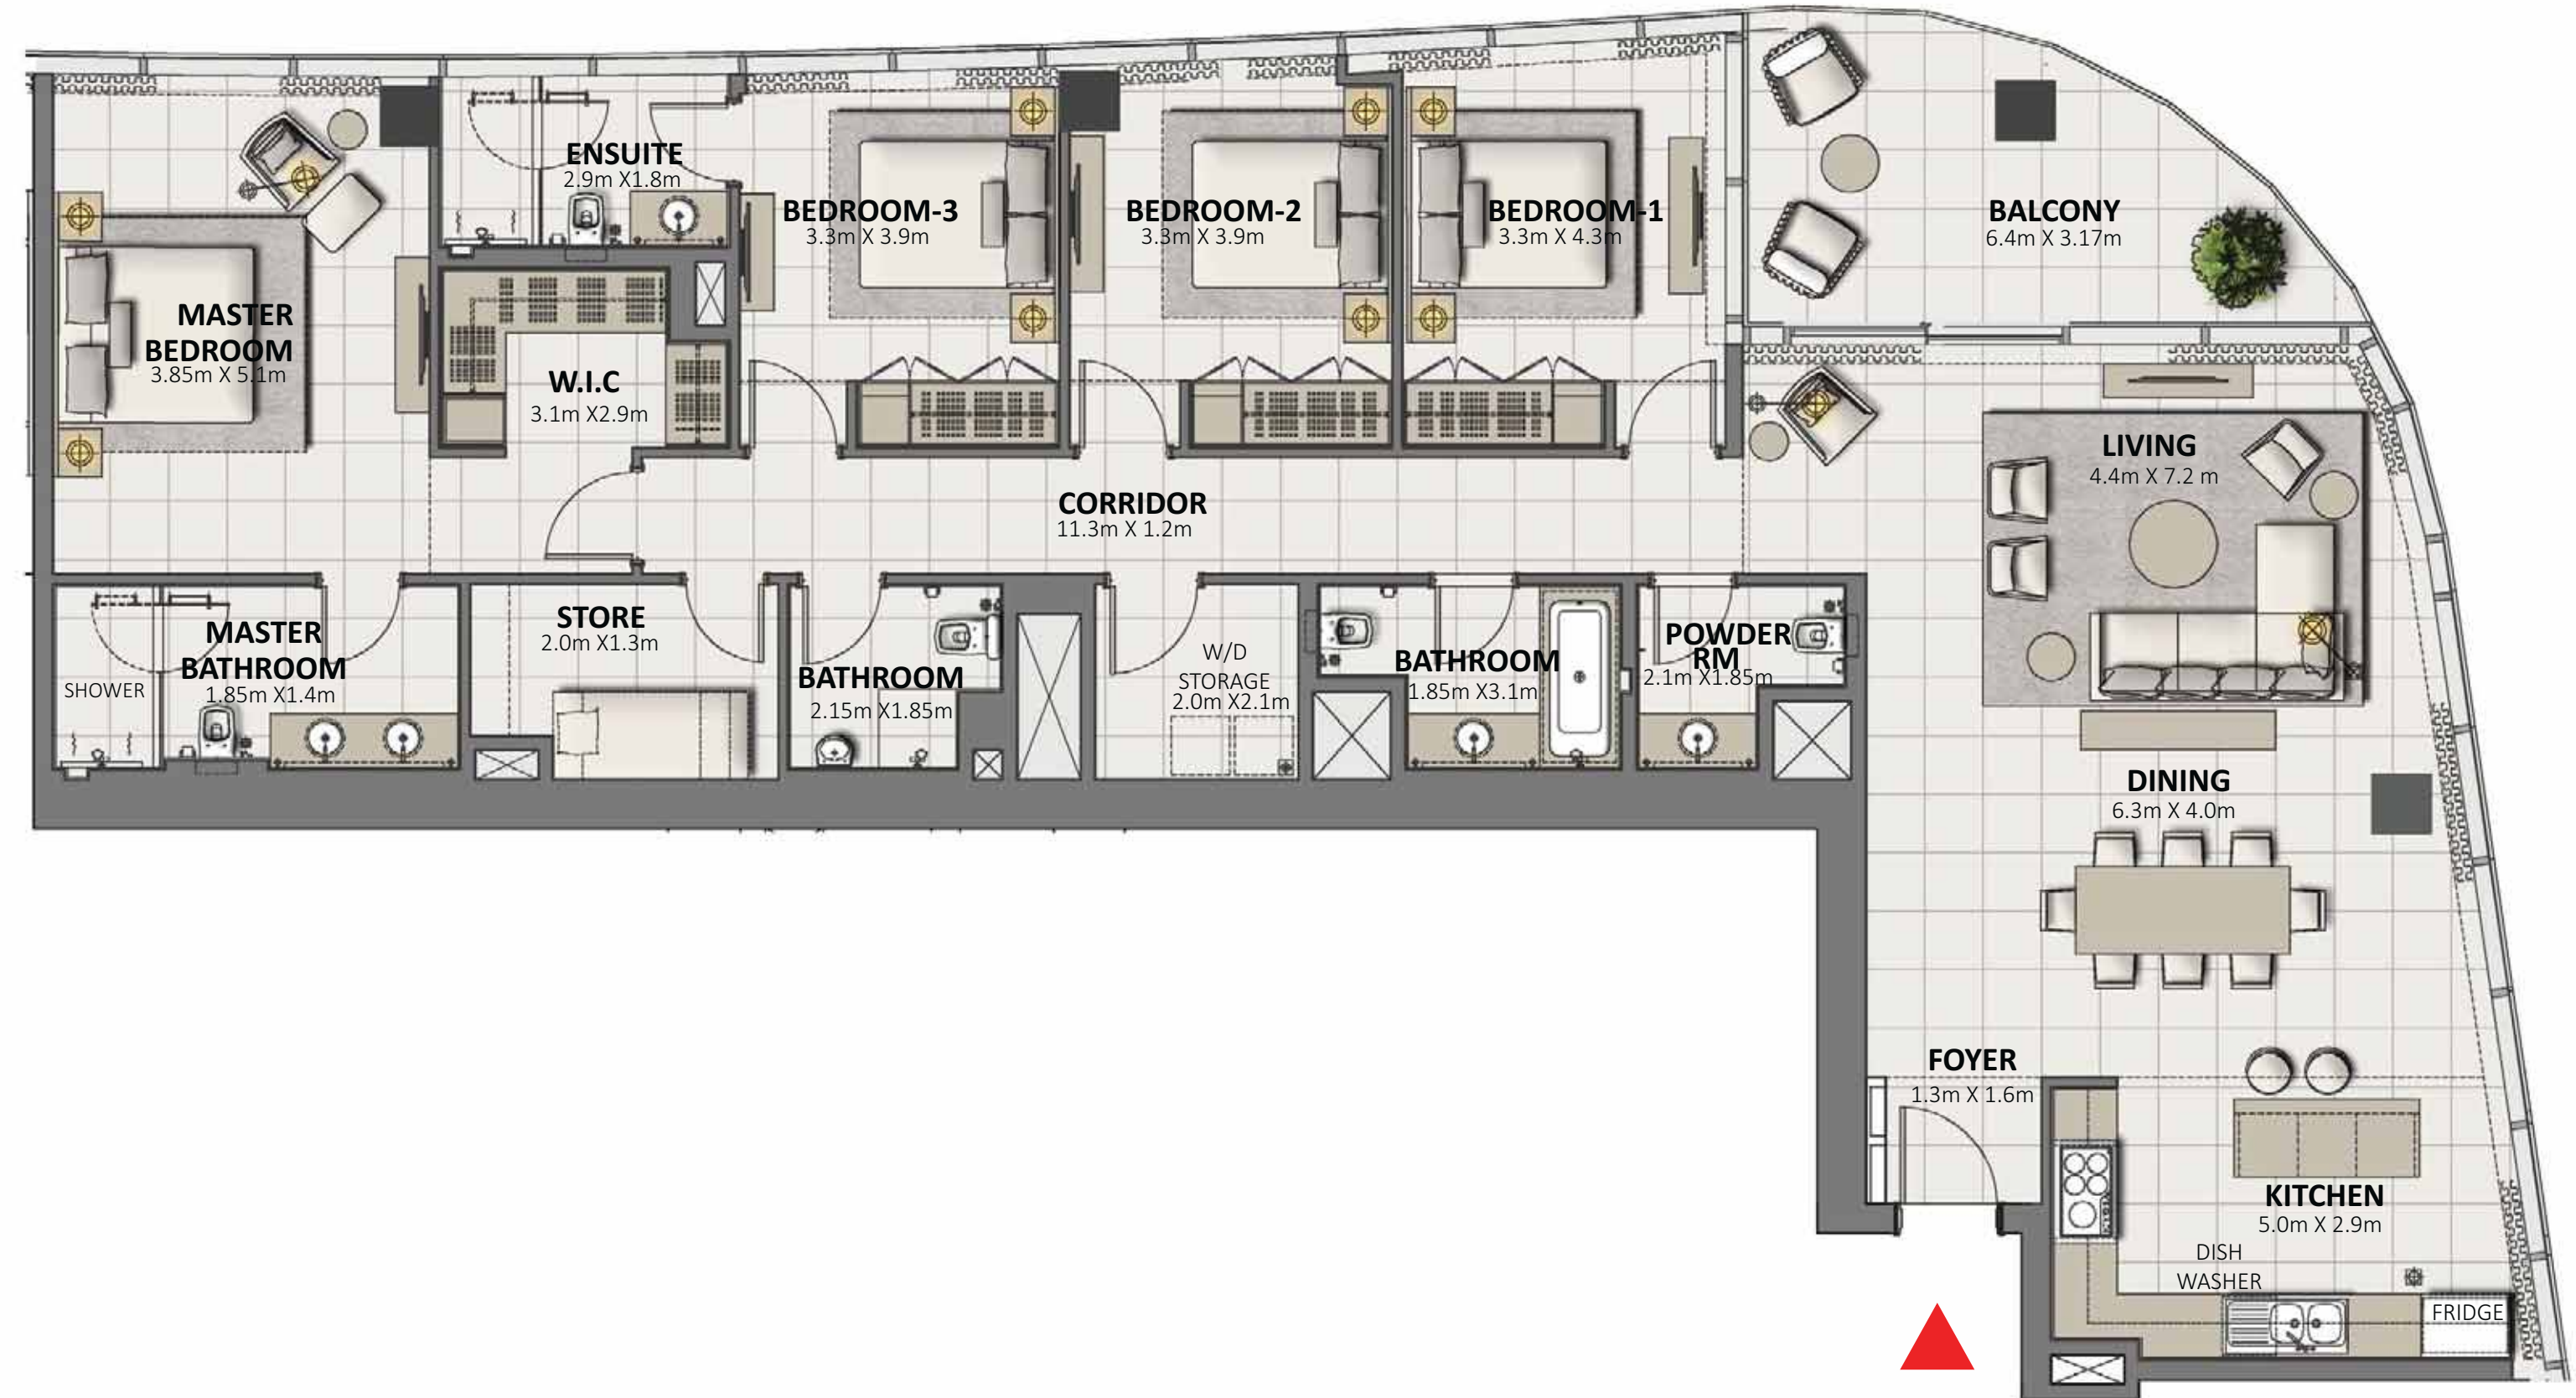 ENSUITE
2.9m X1.8m
BEDROOM-3
3.3m X 3.9m
BEDROOM-2
3.3m X 3.9m
BEDROOM-1
3.3m X 4.3m
BALCONY
6.4m X 3.17m
MASTER
BEDROOM
3.85m X 5.1m
W.I.C
3.1m X2.9m
LIVING
4.4m X 7.2 m
CORRIDOR
11.3m X 1.2m
MASTER
BATHROOM
1.85m X1.4m
SHOWER
STORE
2.0m X1.3m
BATHROOM
2.15m X1.85m
W/D
STORAGE
2.0m X2.1m
BATHROOM
1.85m X3.1m
POWDER
RM
2.1m X1.85m
DINING
6.3m X 4.0m
FOYER
1.3m X 1.6m
KITCHEN
5.0m X 2.9m
DISH
WASHER
FRIDGE